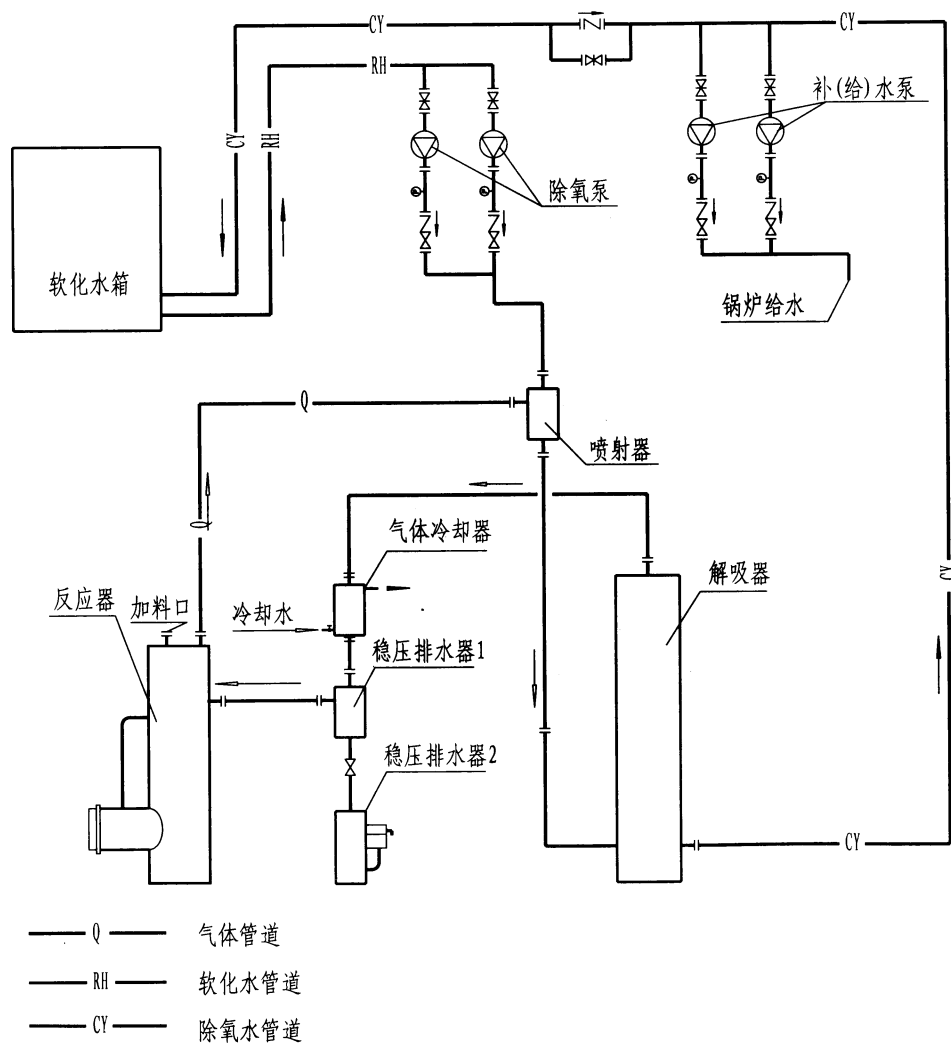 CY
CY
RH
补(给)水泵
CY
RH
除氧泵
软化水箱
锅炉给水
Q
喷射器
Q
气体冷却器
解吸器
CY
反应器
加料口
冷却水
稳压排水器1
稳压排水器2
CY
Q 气体管道
RH 软化水管道
CY 除氧水管道